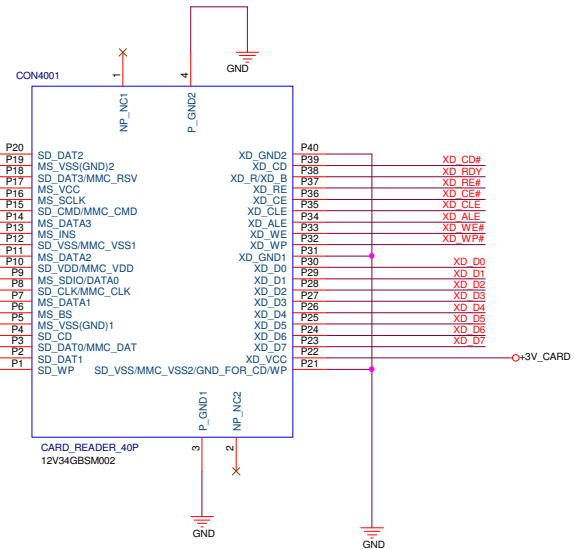 GND
CON4001
1
4
NP_NC1
P_GND2
P20 SD_DAT2 XD_GND2 P40
P19 MS_VSS(GND)2 XD_CD P39 XD_CD#
P18 SD_DAT3/MMC_RSV XD_R/XD_B P38 XD_RDY
P17 MS_VCC XD_RE P37 XD_RE#
P16 MS_SCLK XD_CE P36 XD_CE#
P15 SD_CMD/MMC_CMD XD_CLE P35 XD_CLE
P14 MS_DATA3 XD_ALE P34 XD_ALE
P13 MS_INS XD_WE P33 XD_WE#
P12 SD_VSS/MMC_VSS1 XD_WP P32 XD_WP#
P11 MS_DATA2 XD_GND1 P31
P10 SD_VDD/MMC_VDD XD_D0 P30 XD_D0
P9 MS_SDIO/DATA0 XD_D1 P29 XD_D1
P8 SD_CLK/MMC_CLK XD_D2 P28 XD_D2
P7 MS_DATA1 XD_D3 P27 XD_D3
P6 MS_BS XD_D4 P26 XD_D4
P5 MS_VSS(GND)1 XD_D5 P25 XD_D5
P4 SD_CD XD_D6 P24 XD_D6
P3 SD_DAT0/MMC_DAT XD_D7 P23 XD_D7
P2 SD_DAT1 XD_VCC P22 +3V_CARD
P1 SD_WP SD_VSS/MMC_VSS2/GND_FOR_CD/WP P21
P_GND1
NP_NC2
3
2
CARD_READER_40P
12V34GBSM002
GND
GND